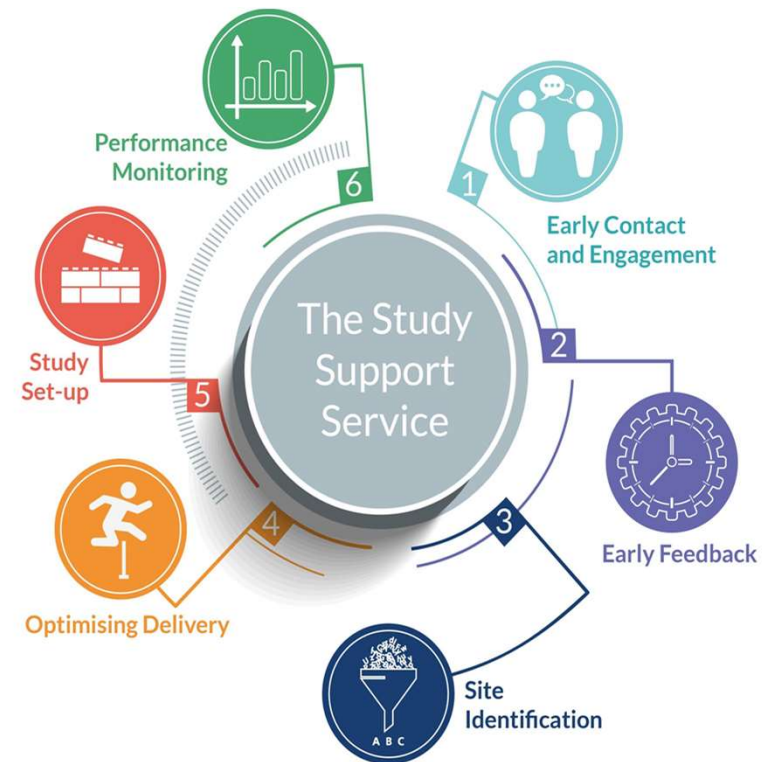 The Study
Support
Service
1
Early Contact
and Engagement
2
Early Feedback
3
Site
Identification
A B C
4
Optimising Delivery
5
Study
Set-up
6
Performance
Monitoring